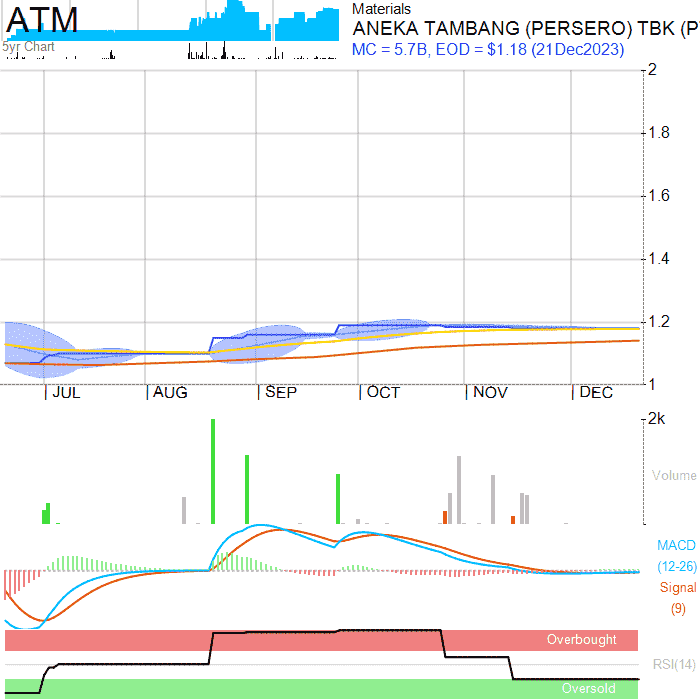 ATM
5yr Chart
Materials
ANEKA TAMBANG (PERSERO) TBK (P
MC = 5.7B, EOD = $1.18 (21Dec2023)
2
1.8
1.6
1.4
1.2
1
JUL AUG SEP OCT NOV DEC
2k
Volume
MACD
(12-26)
Signal
(9)
Overbought
RSI(14)
Oversold